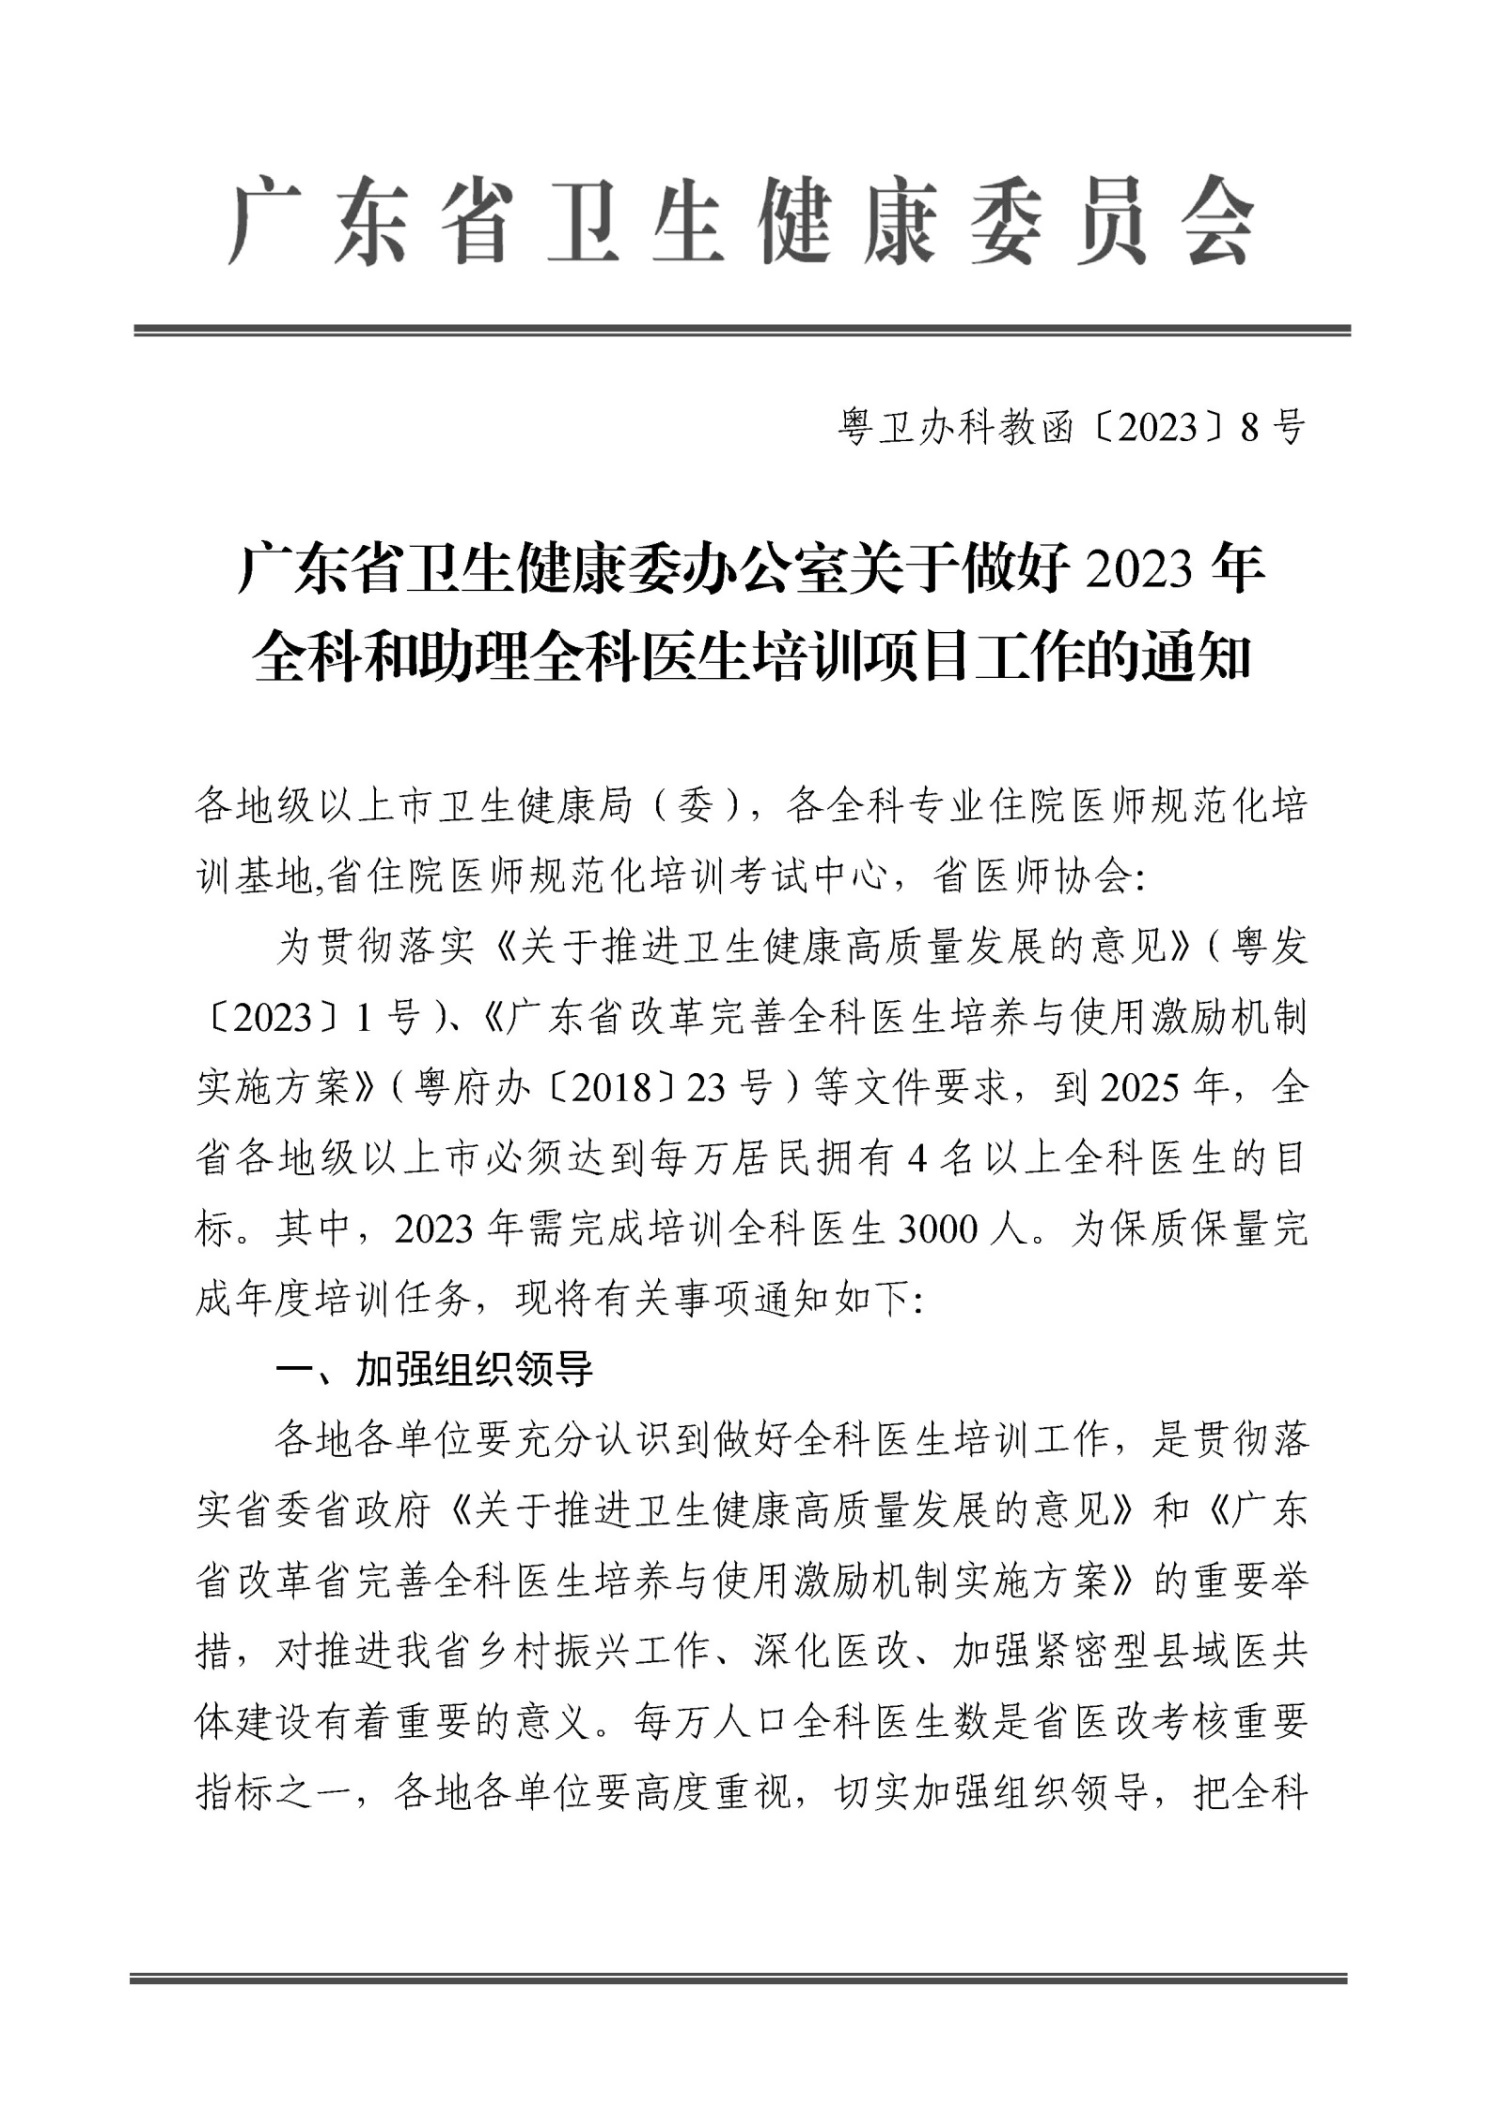 广东省卫生健康委员会
粤卫办科教函〔2023〕8号
广东省卫生健康委办公室关于做好2023年
全科和助理全科医生培训项目工作的通知
各地级以上市卫生健康局（委），各全科专业住院医师规范化培
训基地,省住院医师规范化培训考试中心，省医师协会：
为贯彻落实《关于推进卫生健康高质量发展的意见》（粤发
〔2023〕1号）、《广东省改革完善全科医生培养与使用激励机制
实施方案》（粤府办〔2018〕23号）等文件要求，到2025年，全
省各地级以上市必须达到每万居民拥有4名以上全科医生的目
标。其中，2023年需完成培训全科医生3000人。为保质保量完
成年度培训任务，现将有关事项通知如下：
一、加强组织领导
各地各单位要充分认识到做好全科医生培训工作，是贯彻落
实省委省政府《关于推进卫生健康高质量发展的意见》和《广东
省改革省完善全科医生培养与使用激励机制实施方案》的重要举
措，对推进我省乡村振兴工作、深化医改、加强紧密型县域医共
体建设有着重要的意义。每万人口全科医生数是省医改考核重要
指标之一，各地各单位要高度重视，切实加强组织领导，把全科